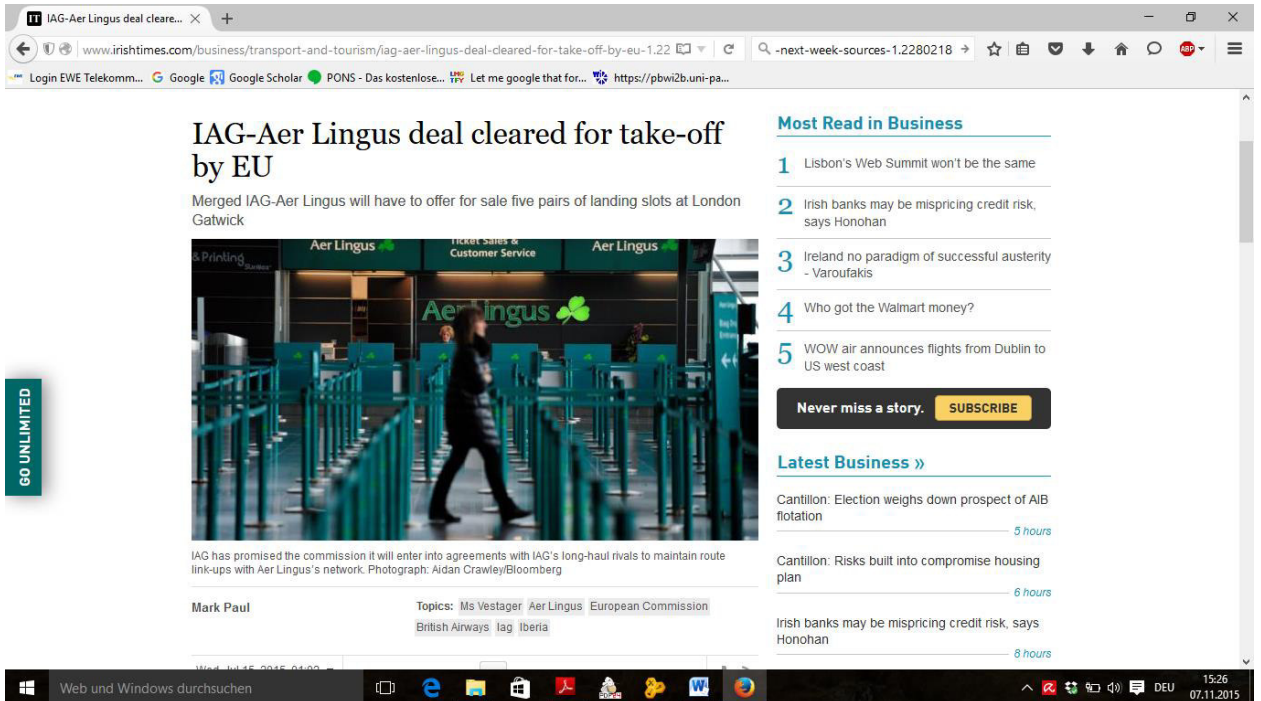 IAG-Aer Lingus deal cleare...
www.irishtimes.com/business/transport-and-tourism/iag-aer-lingus-deal-cleared-for-take-off-by-eu-1.22
-next-week-sources-1.2280218
ABP
Login EWE Telekomm...
Google
Google Scholar
PONS - Das kostenlose...
Let me google that for...
https://pbwi2b.uni-pa...
IAG-Aer Lingus deal cleared for take-off
by EU
Merged IAG-Aer Lingus will have to offer for sale five pairs of landing slots at London
Gatwick
& Printing
Aer Lingus
Ticket Sales &
Customer Service
Aer Lingus
Aer Lingus
IAG has promised the commission it will enter into agreements with IAG's long-haul rivals to maintain route
link-ups with Aer Lingus's network. Photograph: Aidan Crawley/Bloomberg
Mark Paul
Topics: Ms Vestager Aer Lingus European Commission
British Airways Iag Iberia
Wed, Jul 15, 2015, 01:02
GO UNLIMITED
Most Read in Business
1 Lisbon's Web Summit won't be the same
2 Irish banks may be mispricing credit risk,
says Honohan
3 Ireland no paradigm of successful austerity
- Varoufakis
4 Who got the Walmart money?
5 WOW air announces flights from Dublin to
US west coast
Never miss a story. SUBSCRIBE
Latest Business »
Cantillon: Election weighs down prospect of AIB
flotation
5 hours
Cantillon: Risks built into compromise housing
plan
6 hours
Irish banks may be mispricing credit risk, says
Honohan
8 hours
Web und Windows durchsuchen
DEU
15:26
07.11.2015